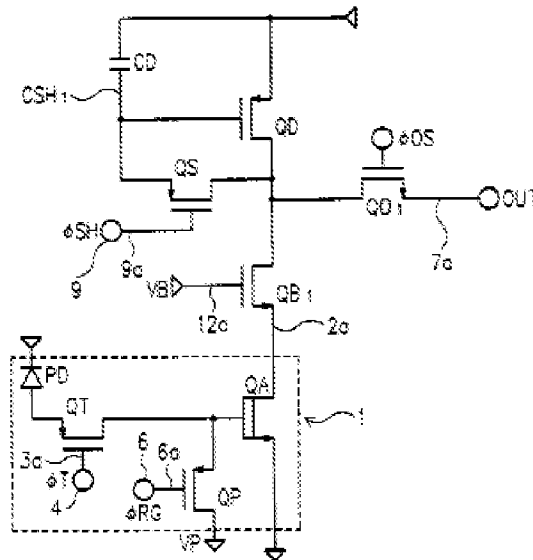 CD
CSH1
QD
QS
φOS
QO1
OUT
7a
φSH
9
9a
VB
12a
QB1
2a
PD
QT
QA
1
3a
φT
4
6
6a
φRG
QP
VP